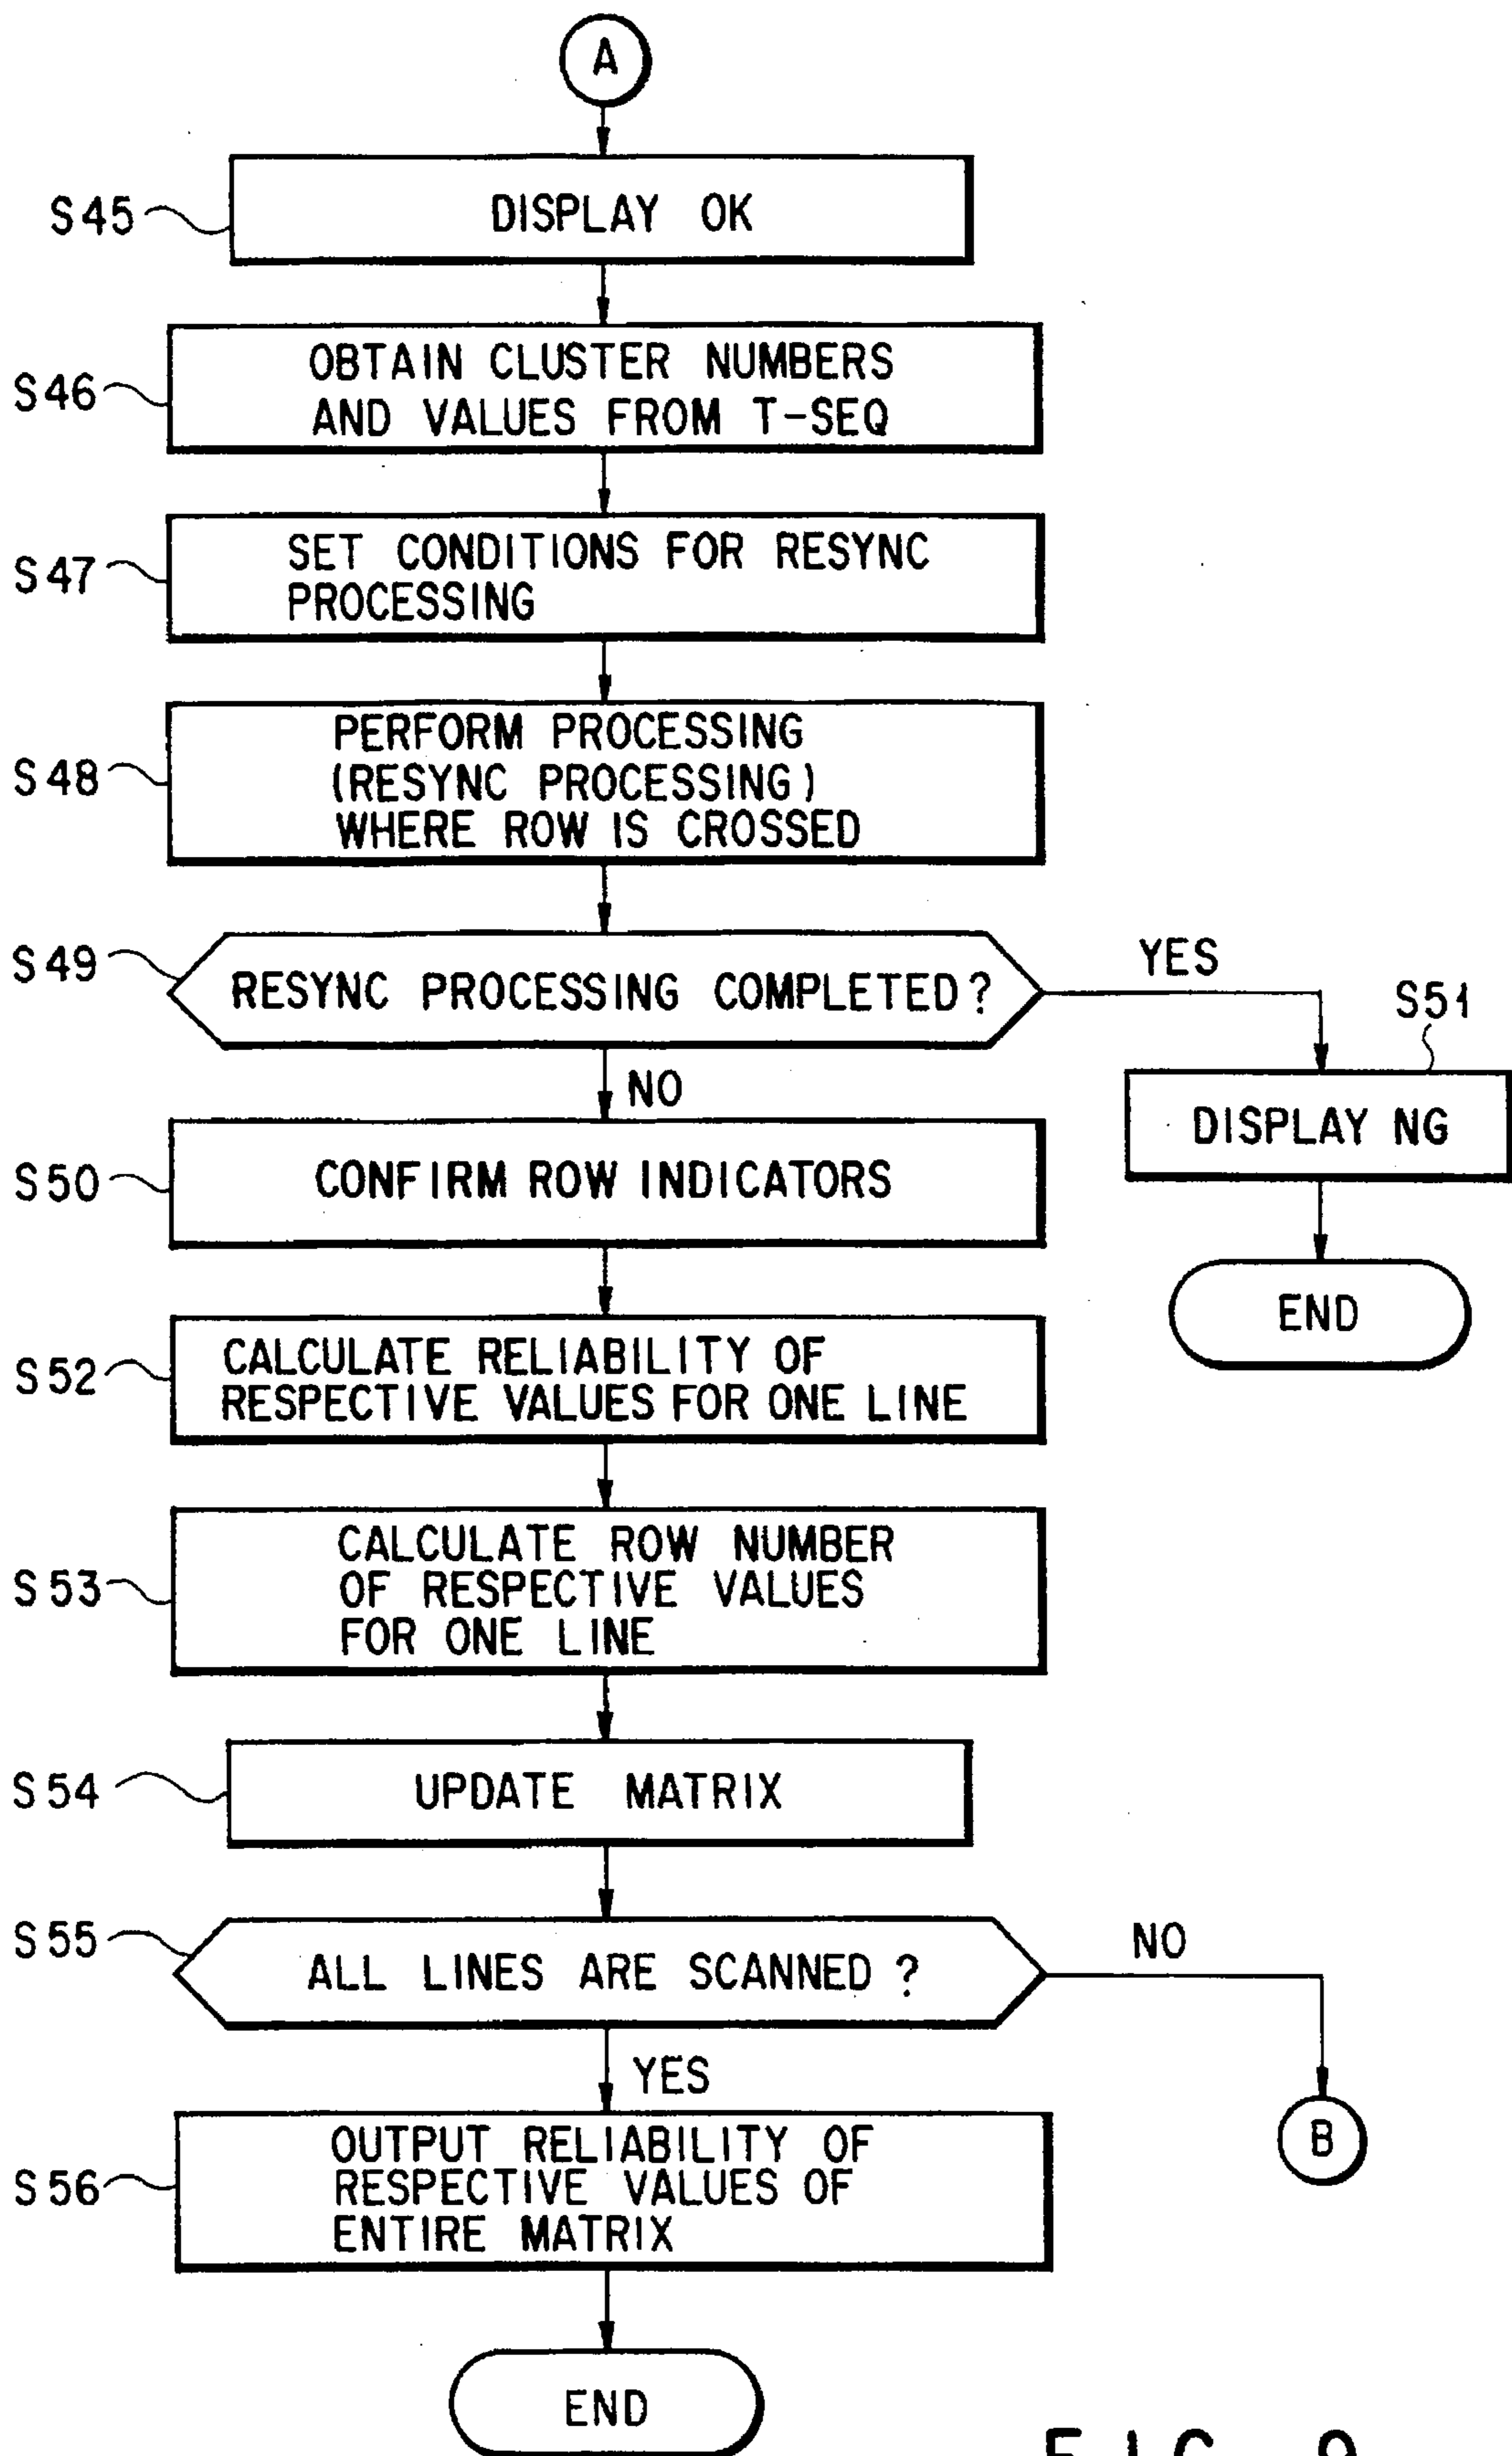 A
S45
DISPLAY OK
S46
OBTAIN CLUSTER NUMBERS
AND VALUES FROM T-SEQ
S47
SET CONDITIONS FOR RESYNC
PROCESSING
S48
PERFORM PROCESSING
(RESYNC PROCESSING)
WHERE ROW IS CROSSED
S49
RESYNC PROCESSING COMPLETED?
YES
S51
DISPLAY NG
END
NO
S50
CONFIRM ROW INDICATORS
S52
CALCULATE RELIABILITY OF
RESPECTIVE VALUES FOR ONE LINE
S53
CALCULATE ROW NUMBER
OF RESPECTIVE VALUES
FOR ONE LINE
S54
UPDATE MATRIX
S55
ALL LINES ARE SCANNED?
NO
B
YES
S56
OUTPUT RELIABILITY OF
RESPECTIVE VALUES OF
ENTIRE MATRIX
END